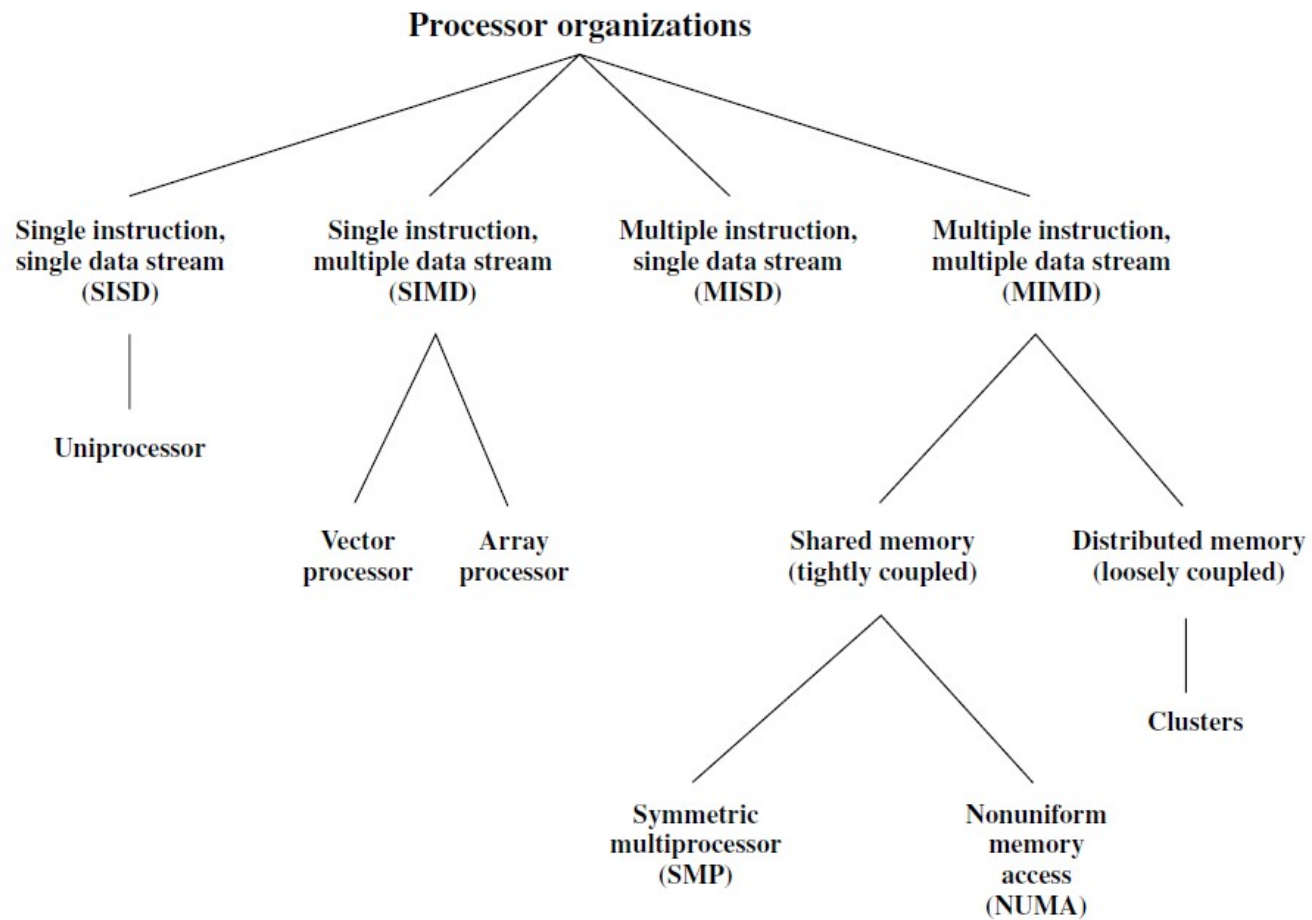 Processor organizations
Single instruction,
single data stream
(SISD)
Single instruction,
multiple data stream
(SIMD)
Multiple instruction,
single data stream
(MISD)
Multiple instruction,
multiple data stream
(MIMD)
Uniprocessor
Vector
processor
Array
processor
Shared memory
(tightly coupled)
Distributed memory
(loosely coupled)
Clusters
Symmetric
multiprocessor
(SMP)
Nonuniform
memory
access
(NUMA)